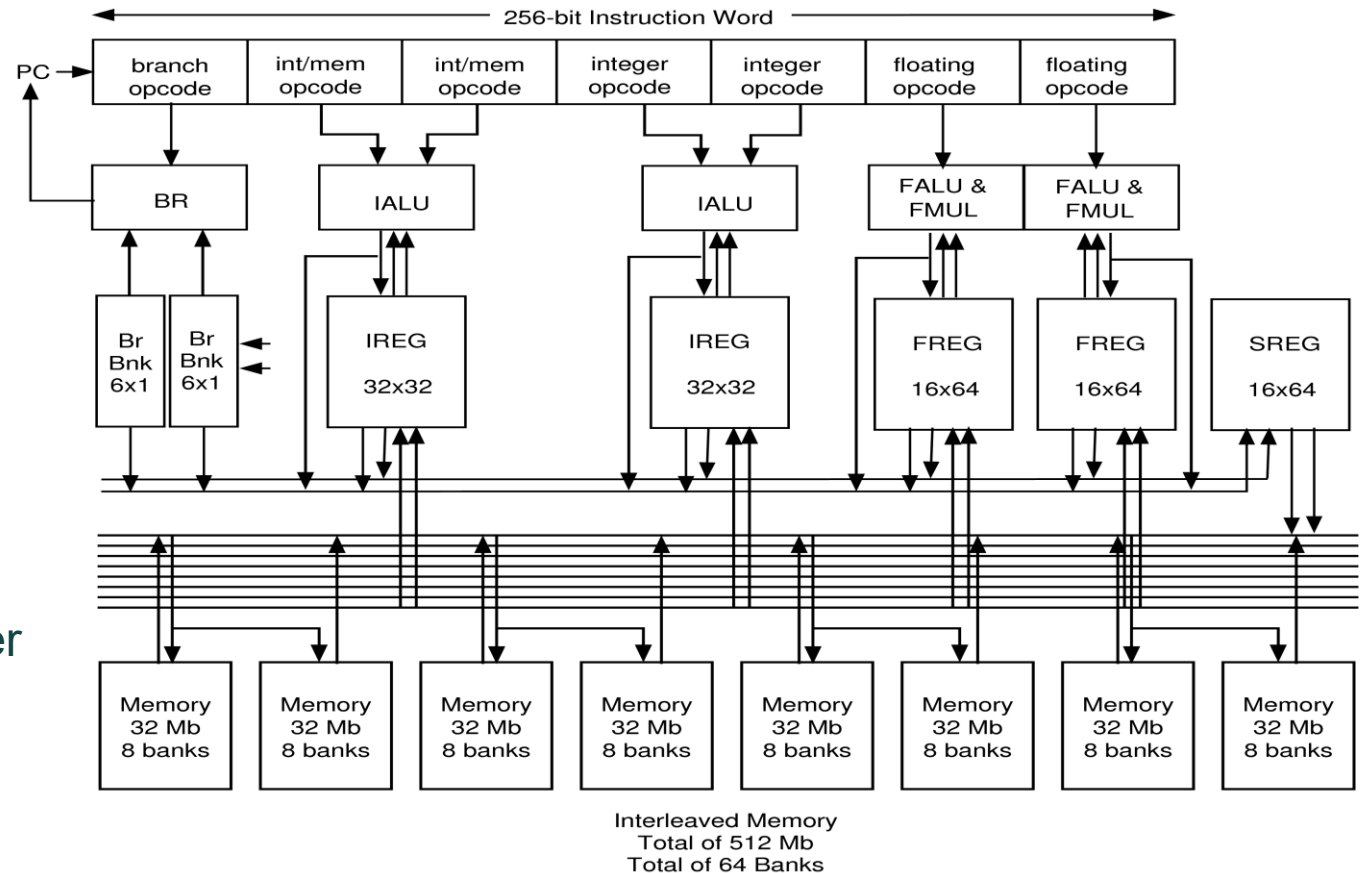 256-bit Instruction Word
PC
branch
opcode
int/mem
opcode
int/mem
opcode
integer
opcode
integer
opcode
floating
opcode
floating
opcode
BR
IALU
IALU
FALU &
FMUL
FALU &
FMUL
Br
Bnk
6x1
Br
Bnk
6x1
IREG
32x32
IREG
32x32
FREG
16x64
FREG
16x64
SREG
16x64
er
Memory
32 Mb
8 banks
Memory
32 Mb
8 banks
Memory
32 Mb
8 banks
Memory
32 Mb
8 banks
Memory
32 Mb
8 banks
Memory
32 Mb
8 banks
Memory
32 Mb
8 banks
Memory
32 Mb
8 banks
Interleaved Memory
Total of 512 Mb
Total of 64 Banks